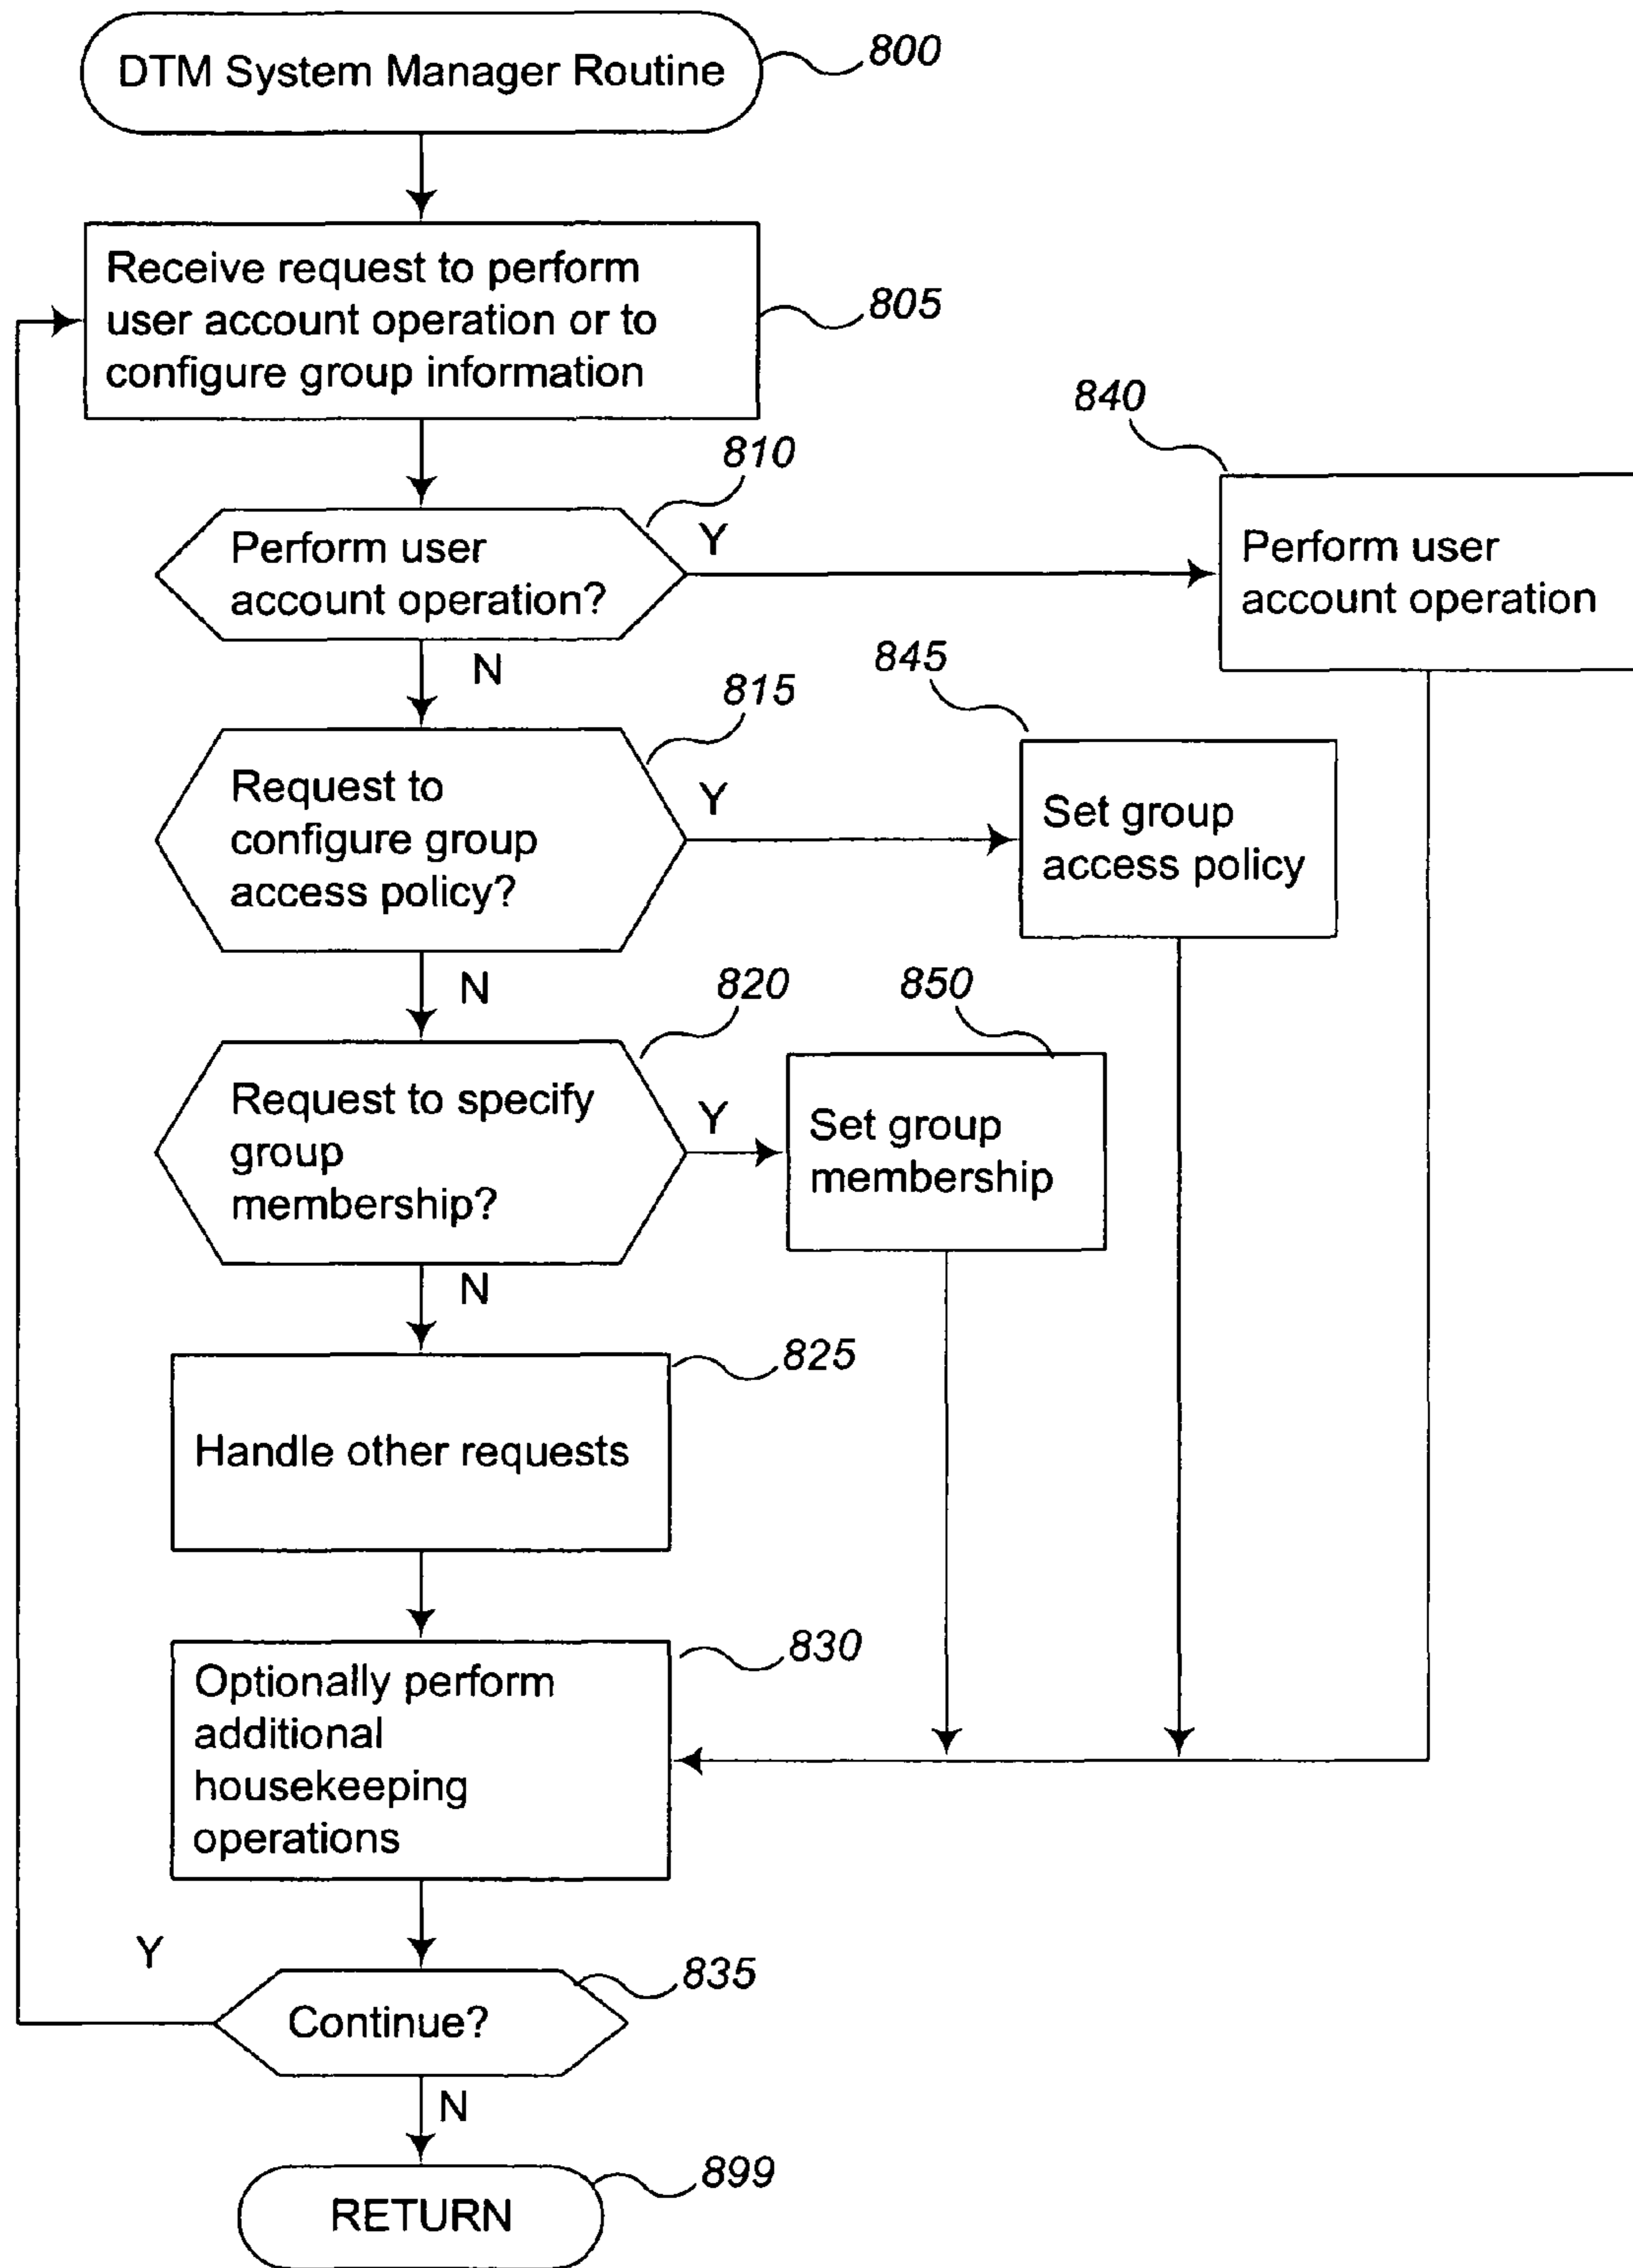 DTM System Manager Routine
800
Receive request to perform
user account operation or to
configure group information
805
810
Perform user
account operation?
Y
N
840
Perform user
account operation
815
Request to
configure group
access policy?
Y
N
845
Set group
access policy
820
Request to specify
group
membership?
Y
N
850
Set group
membership
825
Handle other requests
830
Optionally perform
additional
housekeeping
operations
Y
835
Continue?
N
899
RETURN